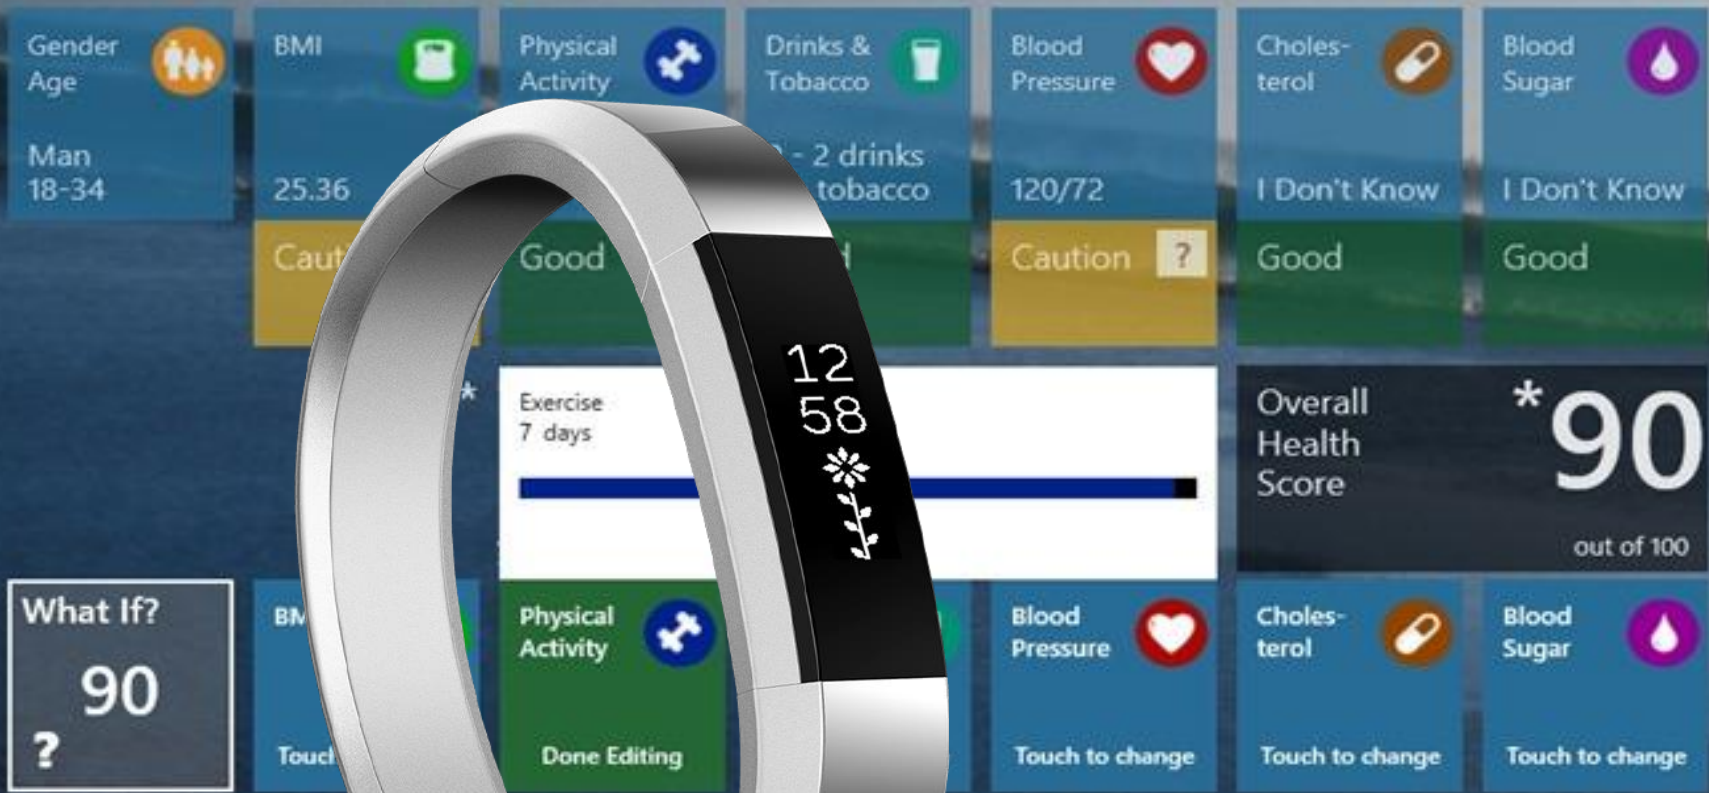 Gender
Age
Man
18-34
BMI
25.36
Physical
Activity
Drinks &
Tobacco
- 2 drinks
tobacco
Blood
Pressure
120/72
Choles-
terol
I Don't Know
Blood
Sugar
I Don't Know
Good
Caution ?
Good
Good
12
58
*
Exercise
7 days
Overall
Health
Score
*90
out of 100
What If?
90
?
Physical
Activity
Done Editing
Blood
Pressure
Touch to change
Choles-
terol
Touch to change
Blood
Sugar
Touch to change